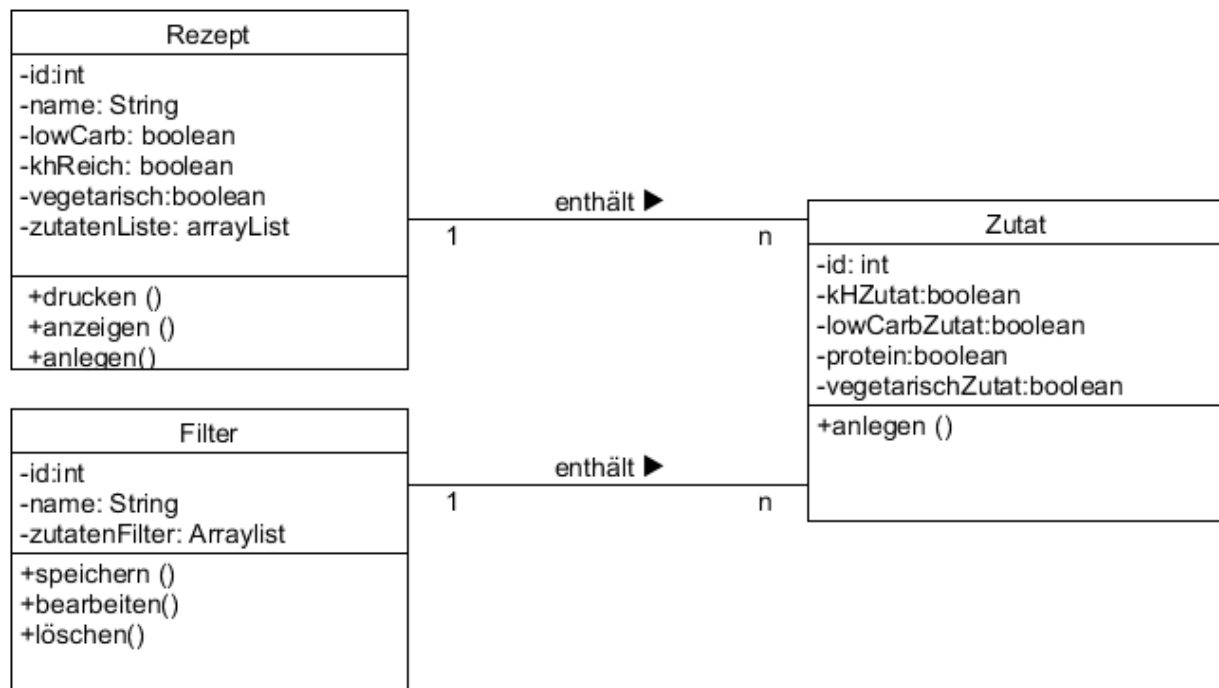 Rezept
-id:int
-name: String
-lowCarb: boolean
-khReich: boolean
-vegetarisch:boolean
-zutatenListe: arrayList
+drucken ()
+anzeigen ()
+anlegen()
enthält ▶
1
n
Zutat
-id: int
-kHZutat:boolean
-lowCarbZutat:boolean
-protein:boolean
-vegetarischZutat:boolean
+anlegen ()
Filter
-id:int
-name: String
-zutatenFilter: Arraylist
+speichern ()
+bearbeiten()
+löschen()
enthält ▶
1
n